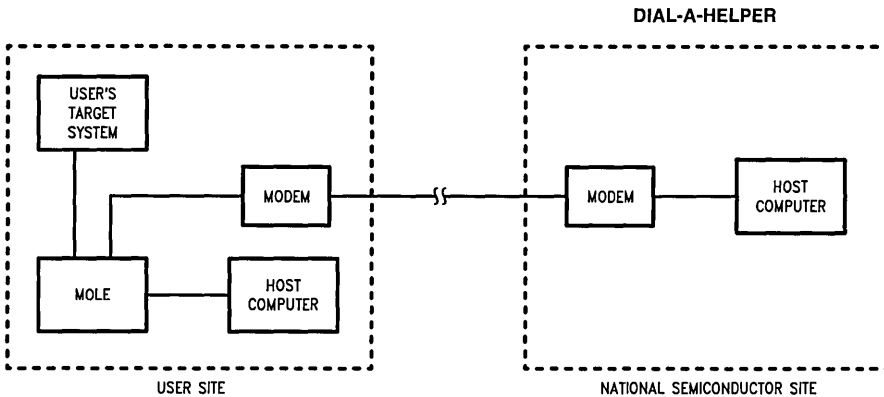 DIAL-A-HELPER
USER'S
TARGET
SYSTEM
MODEM
MOLE
HOST
COMPUTER
USER SITE
MODEM
HOST
COMPUTER
NATIONAL SEMICONDUCTOR SITE